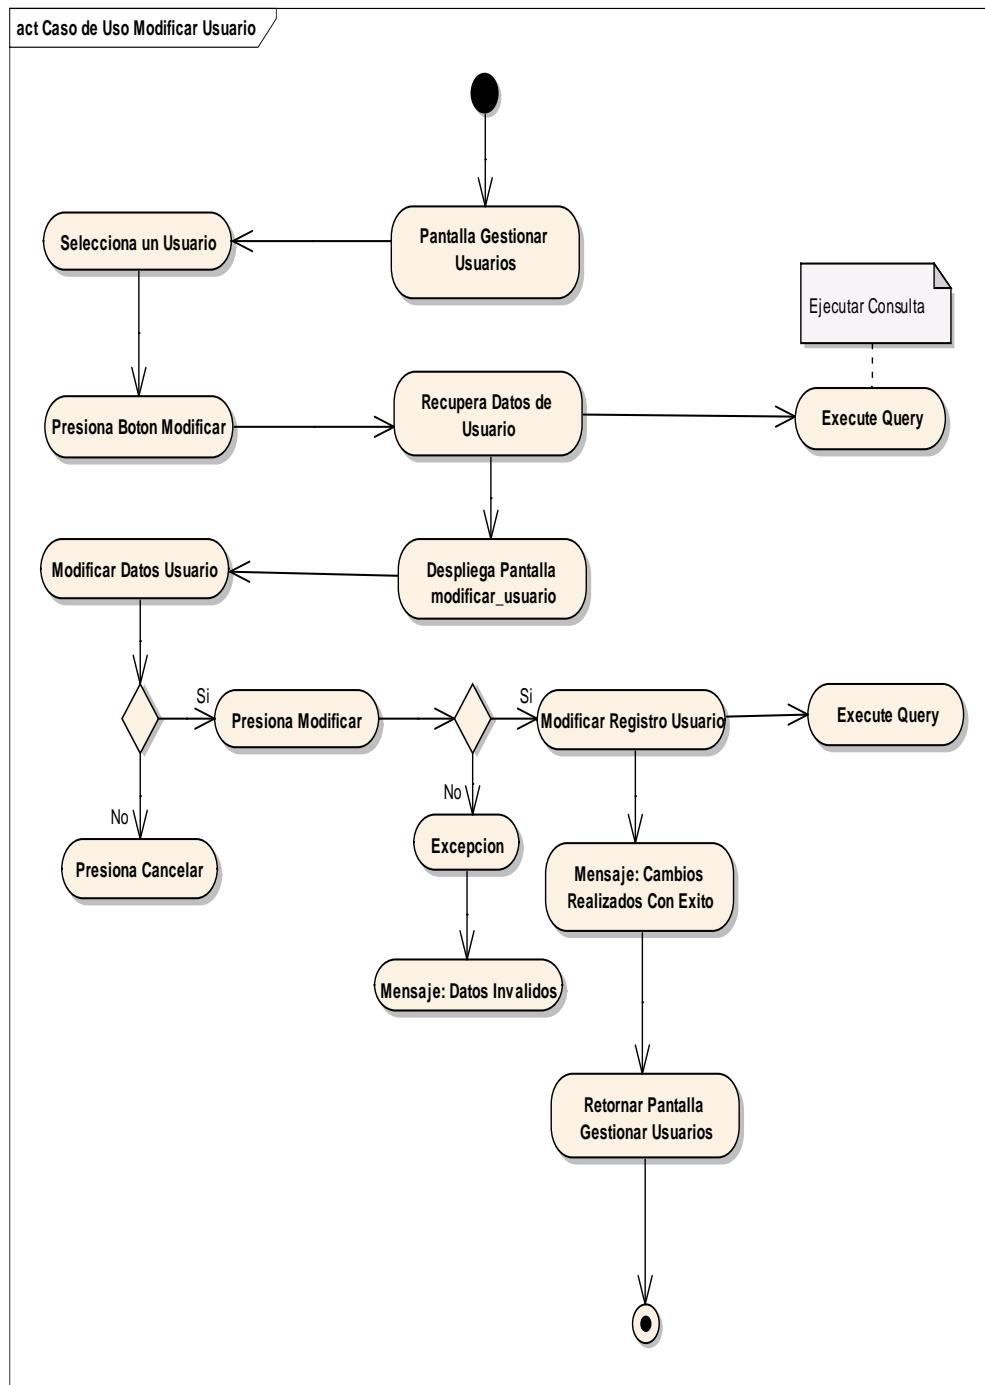 act Caso de Uso Modificar Usuario
Pantalla Gestionar
Usuarios
Selecciona un Usuario
Ejecutar Consulta
Presiona Boton Modificar
Recupera Datos de
Usuario
Execute Query
Modificar Datos Usuario
Despliega Pantalla
modificar_usuario
Si
Presiona Modificar
Si
Modificar Registro Usuario
Execute Query
No
Presiona Cancelar
No
Excepcion
Mensaje: Cambios
Realizados Con Exito
Mensaje: Datos Invalidos
Retornar Pantalla
Gestionar Usuarios